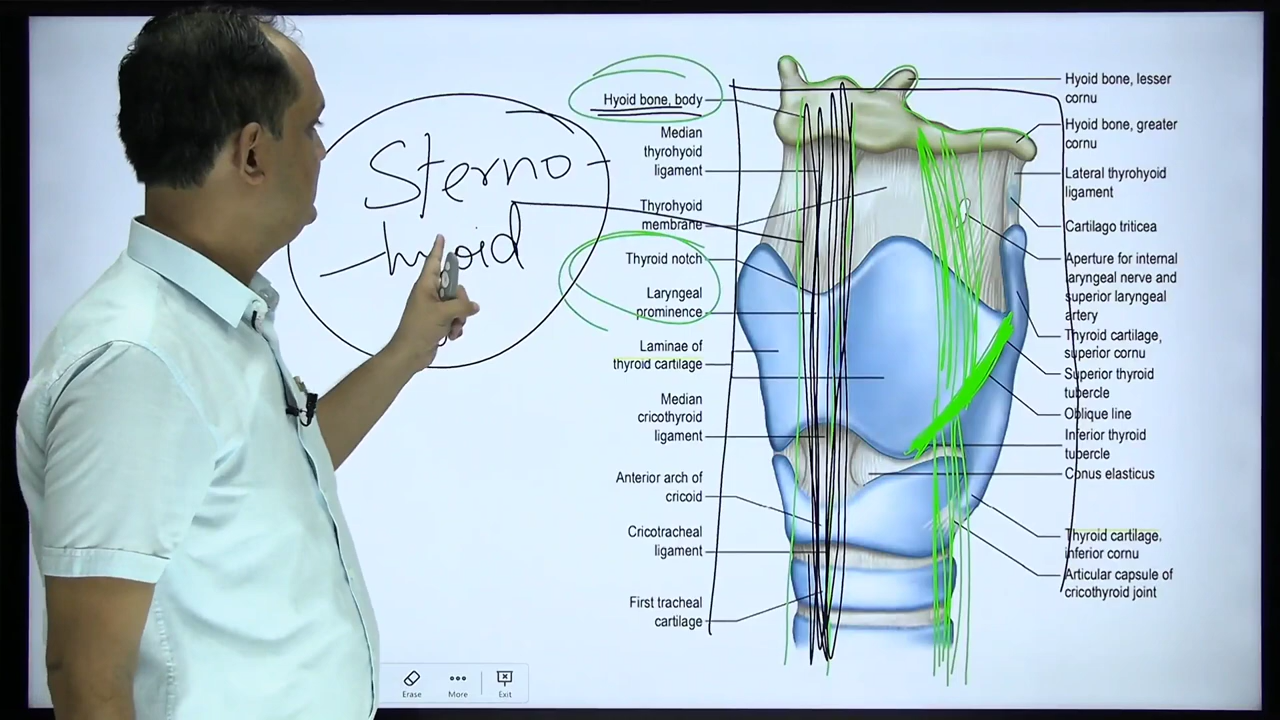 Sterno
hyoid
Hyoid bone, body
Median
thyrohyoid
ligament
Thyrohyoid
membrane
Thyroid notch
Laryngeal
prominence
Laminae of
thyroid cartilage
Median
cricothyroid
ligament
Anterior arch of
cricoid
Cricotracheal
ligament
First tracheal
cartilage
Hyoid bone, lesser
cornu
Hyoid bone, greater
cornu
Lateral thyrohyoid
ligament
Cartilago triticea
Aperture for internal
laryngeal nerve and
superior laryngeal
artery
Thyroid cartilage,
superior cornu
Superior thyroid
tubercle
Oblique line
Inferior thyroid
tubercle
Conus elasticus
Thyroid cartilage,
inferior cornu
Articular capsule of
cricothyroid joint
Erase
More
Exit